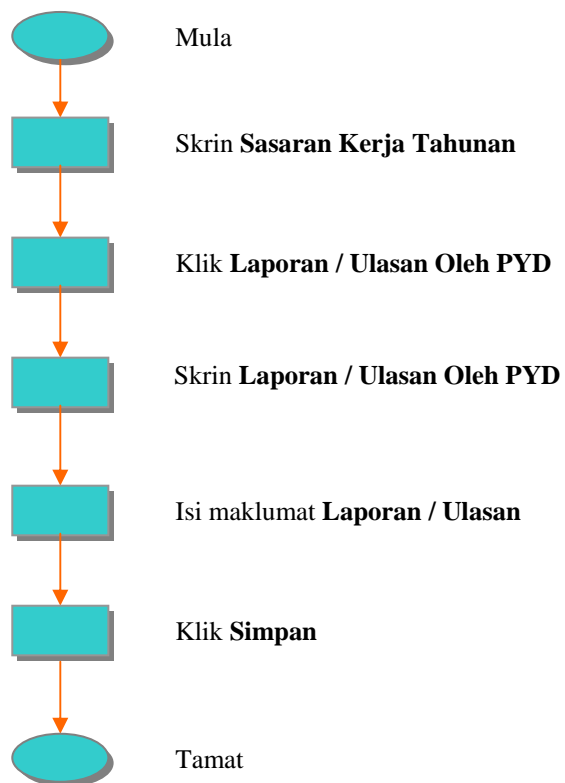 Mula
Skrin Sasaran Kerja Tahunan
Klik Laporan / Ulasan Oleh PYD
Skrin Laporan / Ulasan Oleh PYD
Isi maklumat Laporan / Ulasan
Klik Simpan
Tamat